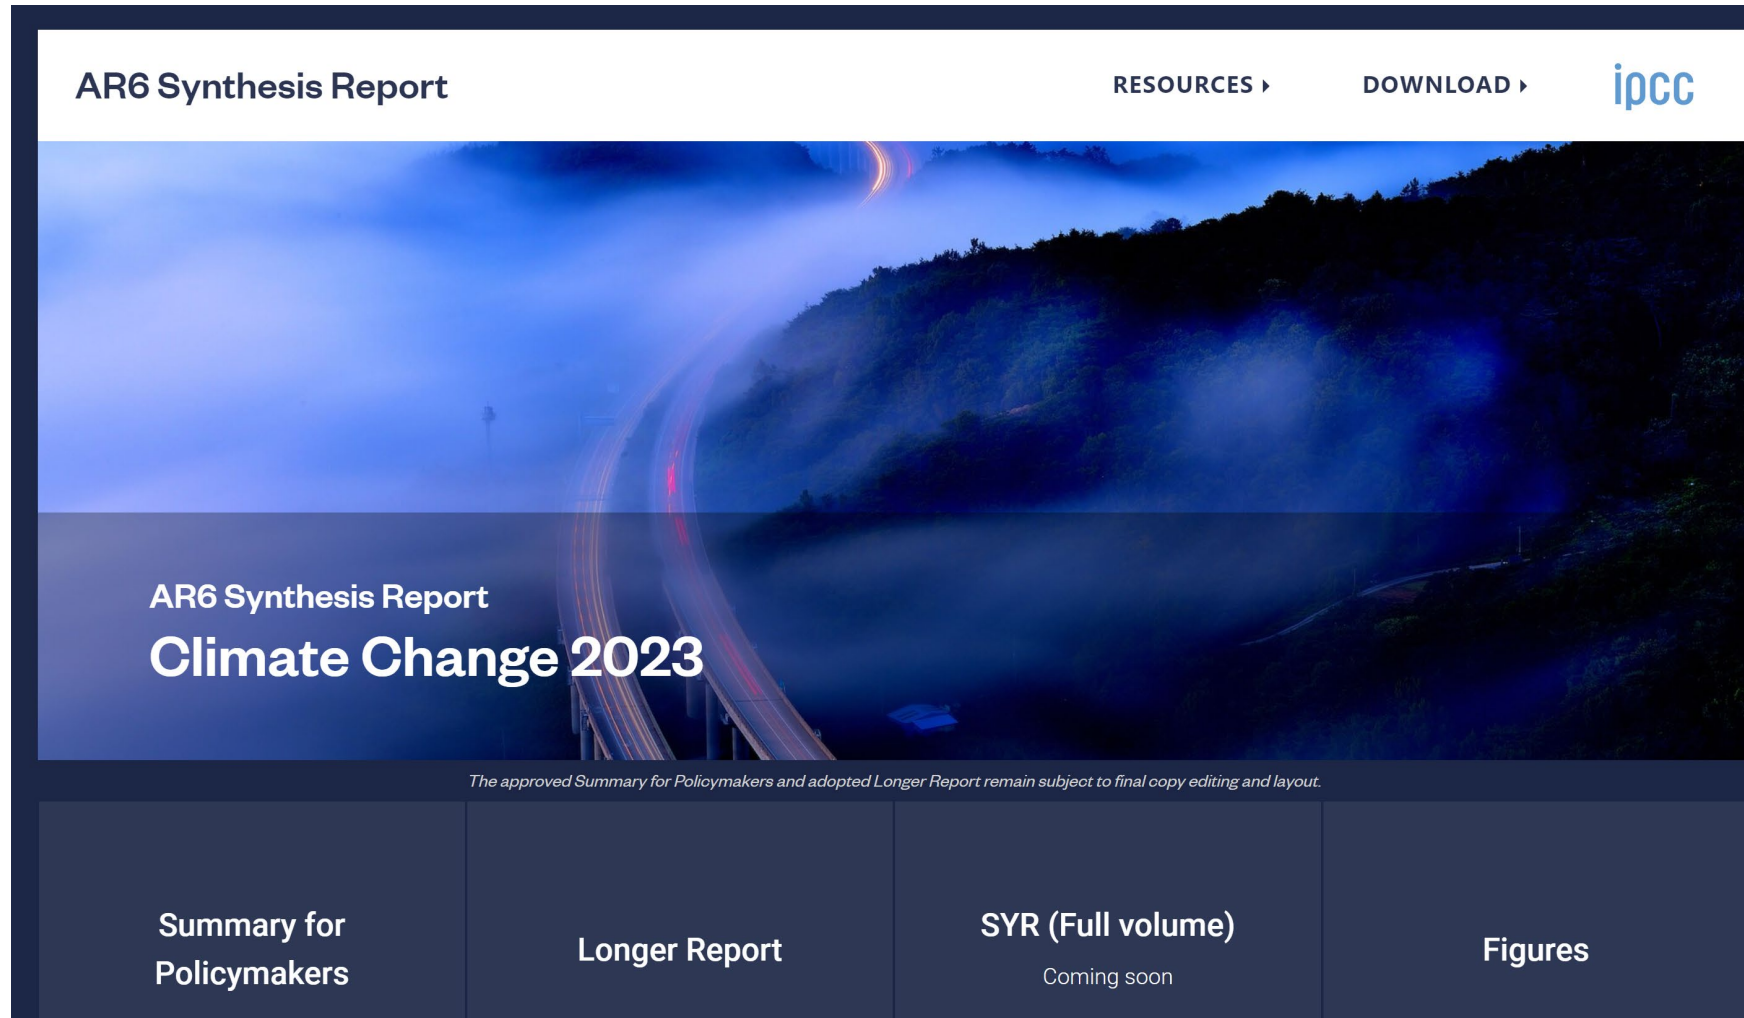 AR6 Synthesis Report
RESOURCES
DOWNLOAD
ipcc
AR6 Synthesis Report
Climate Change 2023
The approved Summary for Policymakers and adopted Longer Report remain subject to final copy editing and layout.
Summary for
Policymakers
Longer Report
SYR (Full volume)
Coming soon
Figures